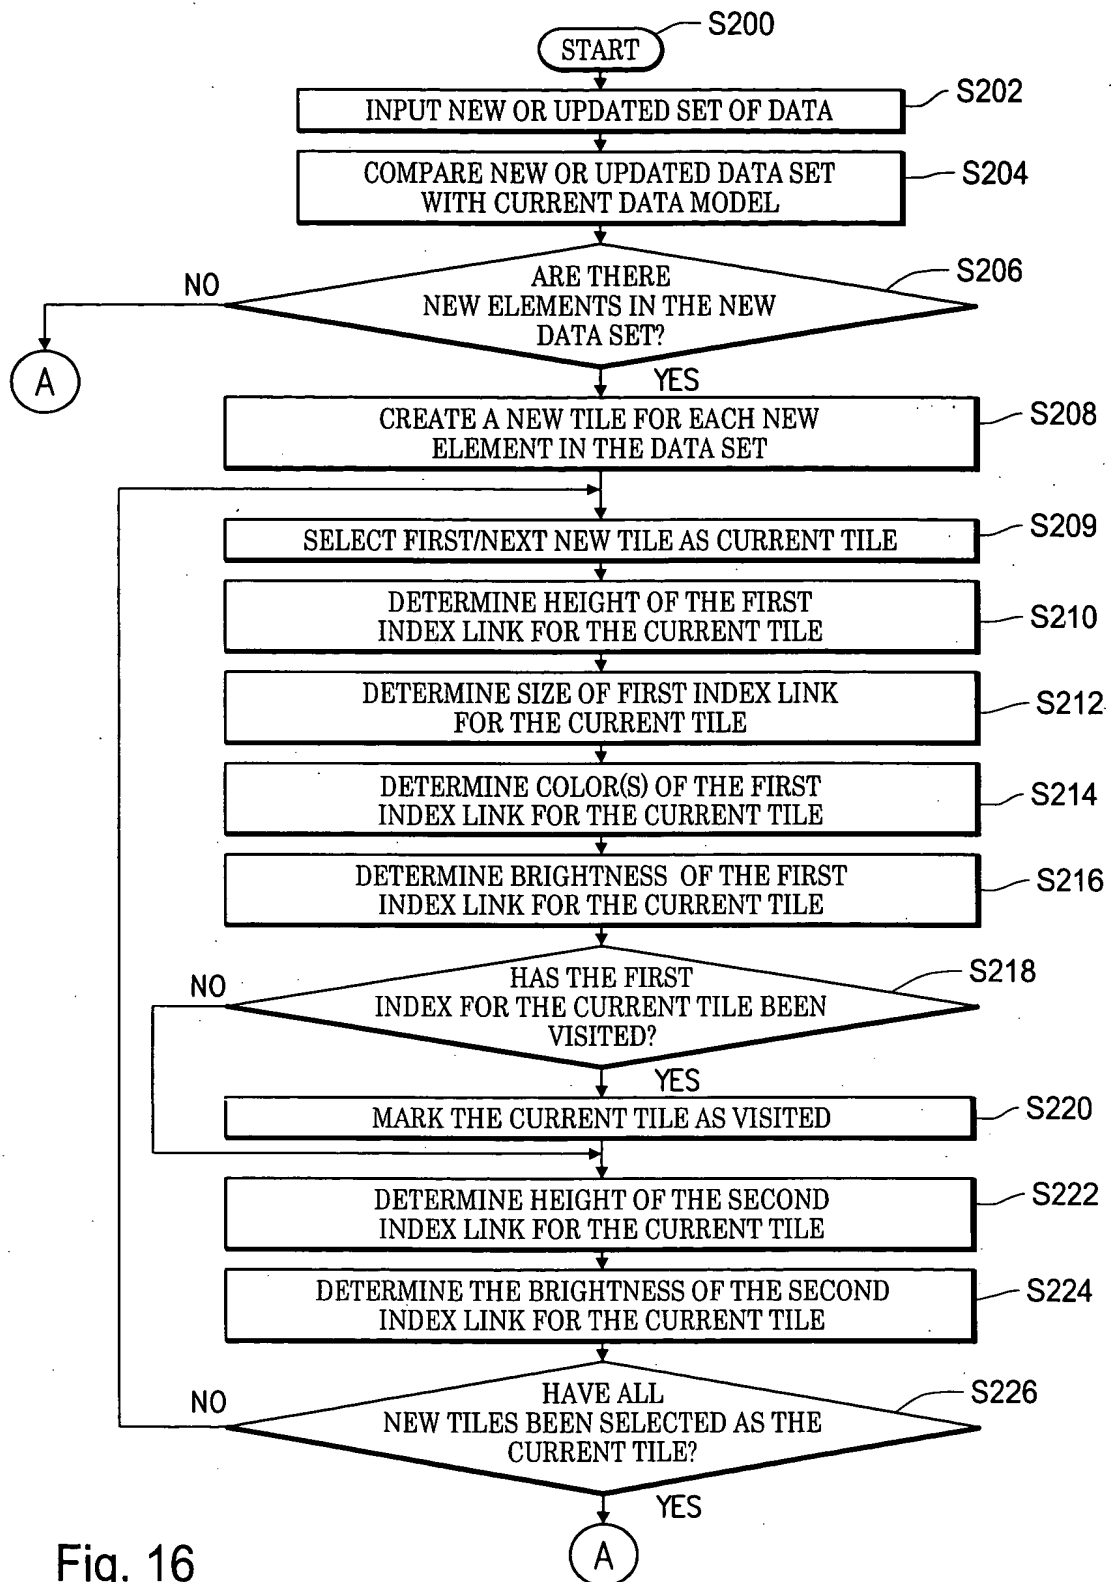 START
S200
INPUT NEW OR UPDATED SET OF DATA
S202
COMPARE NEW OR UPDATED DATA SET
WITH CURRENT DATA MODEL
S204
ARE THERE
NEW ELEMENTS IN THE NEW
DATA SET?
S206
NO
A
YES
CREATE A NEW TILE FOR EACH NEW
ELEMENT IN THE DATA SET
S208
SELECT FIRST/NEXT NEW TILE AS CURRENT TILE
S209
DETERMINE HEIGHT OF THE FIRST
INDEX LINK FOR THE CURRENT TILE
S210
DETERMINE SIZE OF FIRST INDEX LINK
FOR THE CURRENT TILE
S212
DETERMINE COLOR(S) OF THE FIRST
INDEX LINK FOR THE CURRENT TILE
S214
DETERMINE BRIGHTNESS OF THE FIRST
INDEX LINK FOR THE CURRENT TILE
S216
HAS THE FIRST
INDEX FOR THE CURRENT TILE BEEN
VISITED?
S218
NO
YES
MARK THE CURRENT TILE AS VISITED
S220
DETERMINE HEIGHT OF THE SECOND
INDEX LINK FOR THE CURRENT TILE
S222
DETERMINE THE BRIGHTNESS OF THE SECOND
INDEX LINK FOR THE CURRENT TILE
S224
HAVE ALL
NEW TILES BEEN SELECTED AS THE
CURRENT TILE?
S226
NO
YES
A
Fig. 16